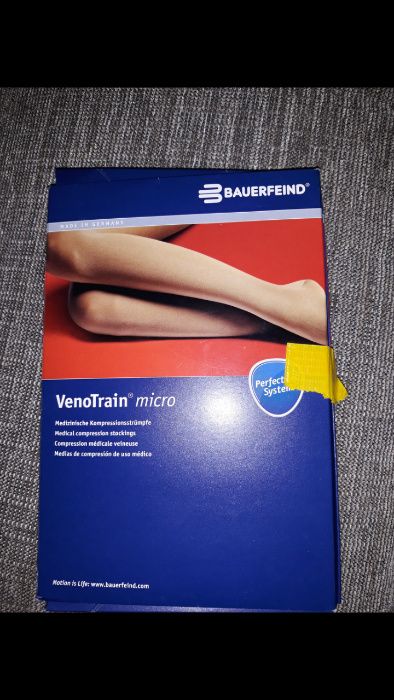 BAUERFEIND®
MADE IN GERMANY
Perfect
System
VenoTrain® micro
Medizinische Kompressionsstrümpfe
Medical compression stockings
Compression médicale veineuse
Medias de compresión de uso médico
Motion is Life: www.bauerfeind.com